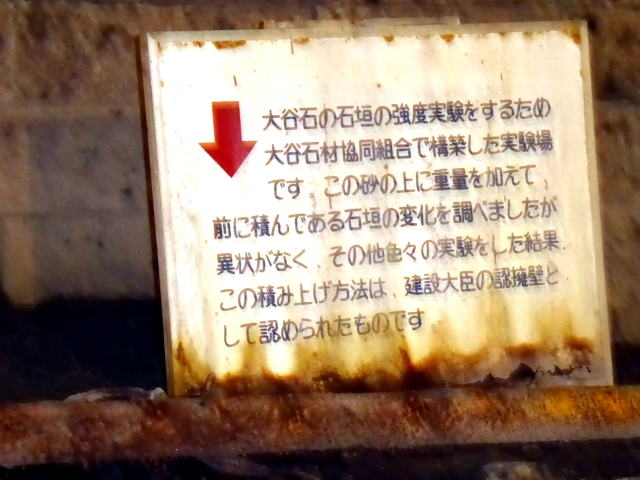 大谷石の石垣の強度実験をするため
大谷石材協同組合で構築した実験場
です。この砂の上に重量を加えて、
前に積んである石垣の変化を調べましたが
異状がなく、その他色々の実験をした結果、
この積み上げ方法は、建設大臣の認擁壁と
して認められたものです。